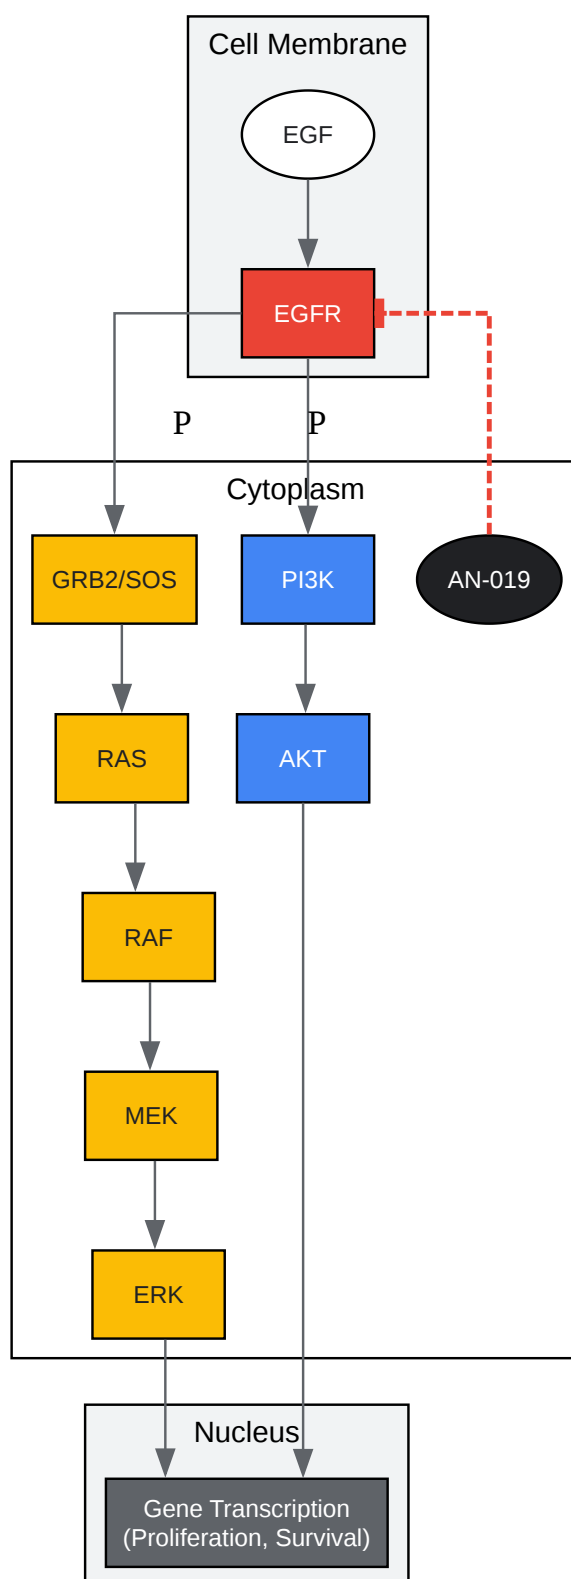 Cell Membrane
EGF
EGFR
P
P
Cytoplasm
GRB2/SOS
PI3K
AN-019
RAS
AKT
RAF
MEK
ERK
Nucleus
Gene Transcription
(Proliferation, Survival)